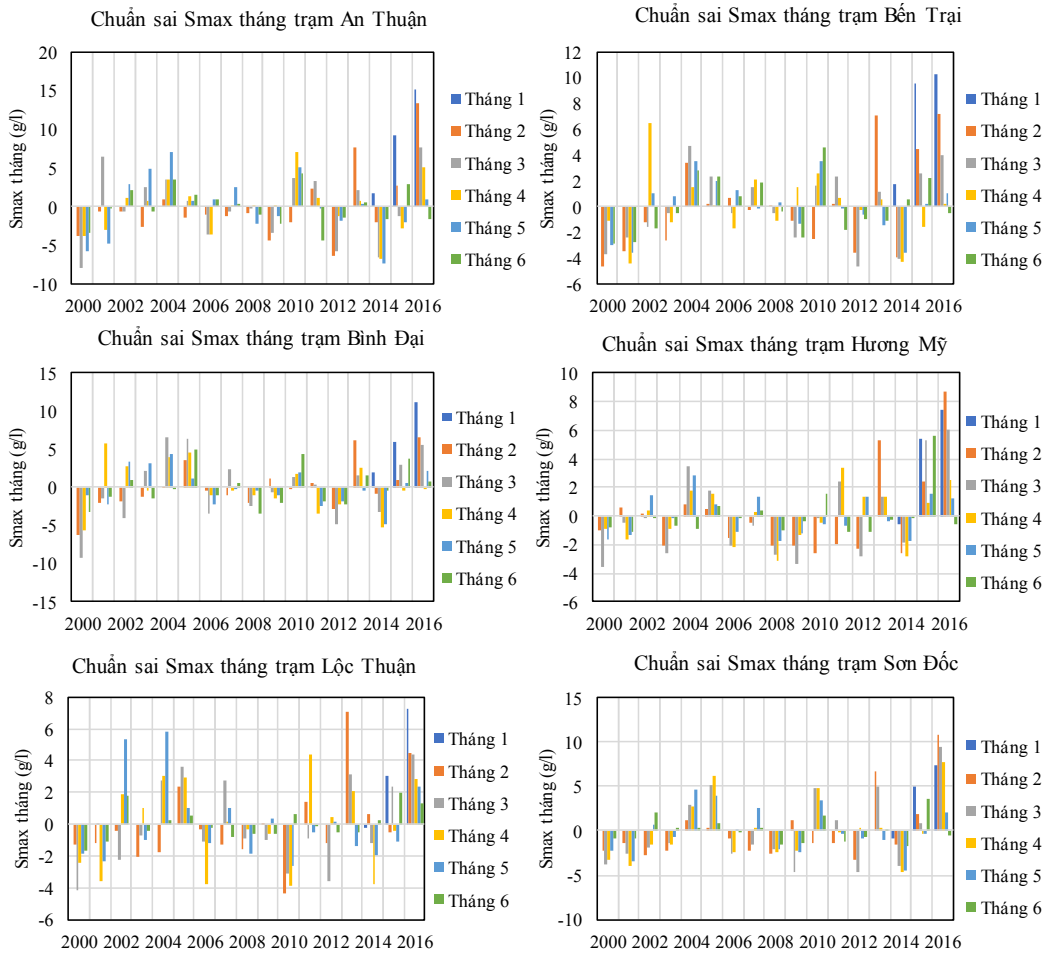 Chuẩn sai Smax tháng trạm An Thuận
Smax tháng (g/l)
20
15
10
5
0
-5
-10
2000 2002 2004 2006 2008 2010 2012 2014 2016
Tháng 1
Tháng 2
Tháng 3
Tháng 4
Tháng 5
Tháng 6
Chuẩn sai Smax tháng trạm Bến Trại
Smax tháng (g/l)
12
10
8
6
4
2
0
-2
-4
-6
2000 2002 2004 2006 2008 2010 2012 2014 2016
Tháng 1
Tháng 2
Tháng 3
Tháng 4
Tháng 5
Tháng 6
Chuẩn sai Smax tháng trạm Bình Đại
Smax tháng (g/l)
15
10
5
0
-5
-10
-15
2000 2002 2004 2006 2008 2010 2012 2014 2016
Tháng 1
Tháng 2
Tháng 3
Tháng 4
Tháng 5
Tháng 6
Chuẩn sai Smax tháng trạm Hương Mỹ
Smax tháng (g/l)
10
8
6
4
2
0
-2
-4
-6
2000 2002 2004 2006 2008 2010 2012 2014 2016
Tháng 1
Tháng 2
Tháng 3
Tháng 4
Tháng 5
Tháng 6
Chuẩn sai Smax tháng trạm Lộc Thuận
Smax tháng (g/l)
8
6
4
2
0
-2
-4
-6
2000 2002 2004 2006 2008 2010 2012 2014 2016
Tháng 1
Tháng 2
Tháng 3
Tháng 4
Tháng 5
Tháng 6
Chuẩn sai Smax tháng trạm Sơn Đốc
Smax tháng (g/l)
15
10
5
0
-5
-10
2000 2002 2004 2006 2008 2010 2012 2014 2016
Tháng 1
Tháng 2
Tháng 3
Tháng 4
Tháng 5
Tháng 6